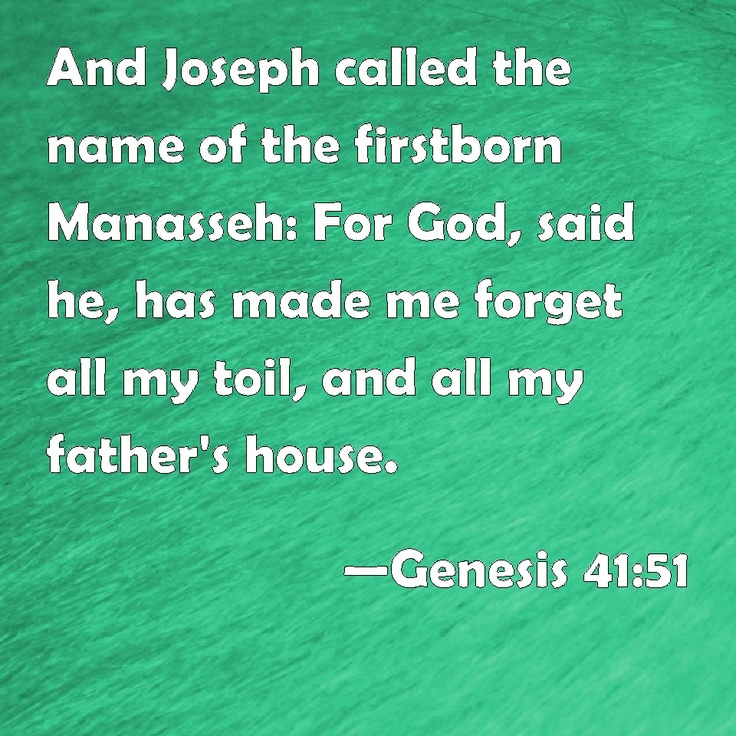 And Joseph called the
name of the firstborn
Manasseh: For God, said
he, has made me forget
all my toil, and all my
father's house.
—Genesis 41:51